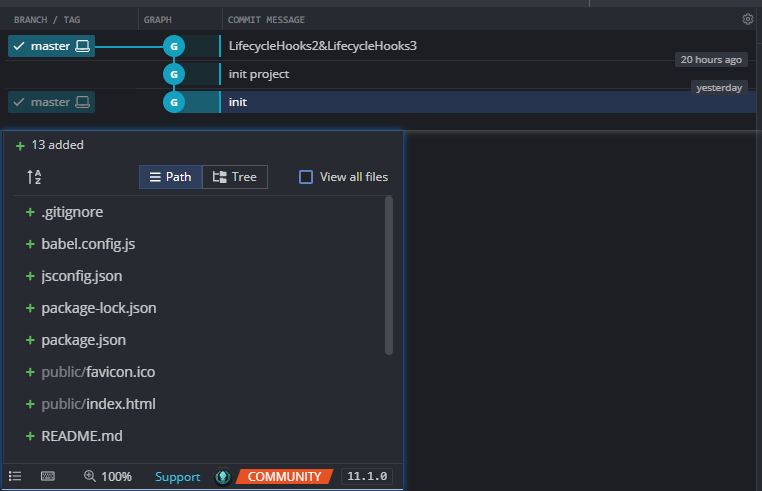 BRANCH / TAG GRAPH COMMIT MESSAGE
master G LifecycleHooks2&LifecycleHooks3
20 hours ago
G init project
yesterday
master G init
+ 13 added
Path Tree View all files
+ .gitignore
+ babel.config.js
+ jsconfig.json
+ package-lock.json
+ package.json
+ public/favicon.ico
+ public/index.html
+ README.md
100% Support COMMUNITY 11.1.0